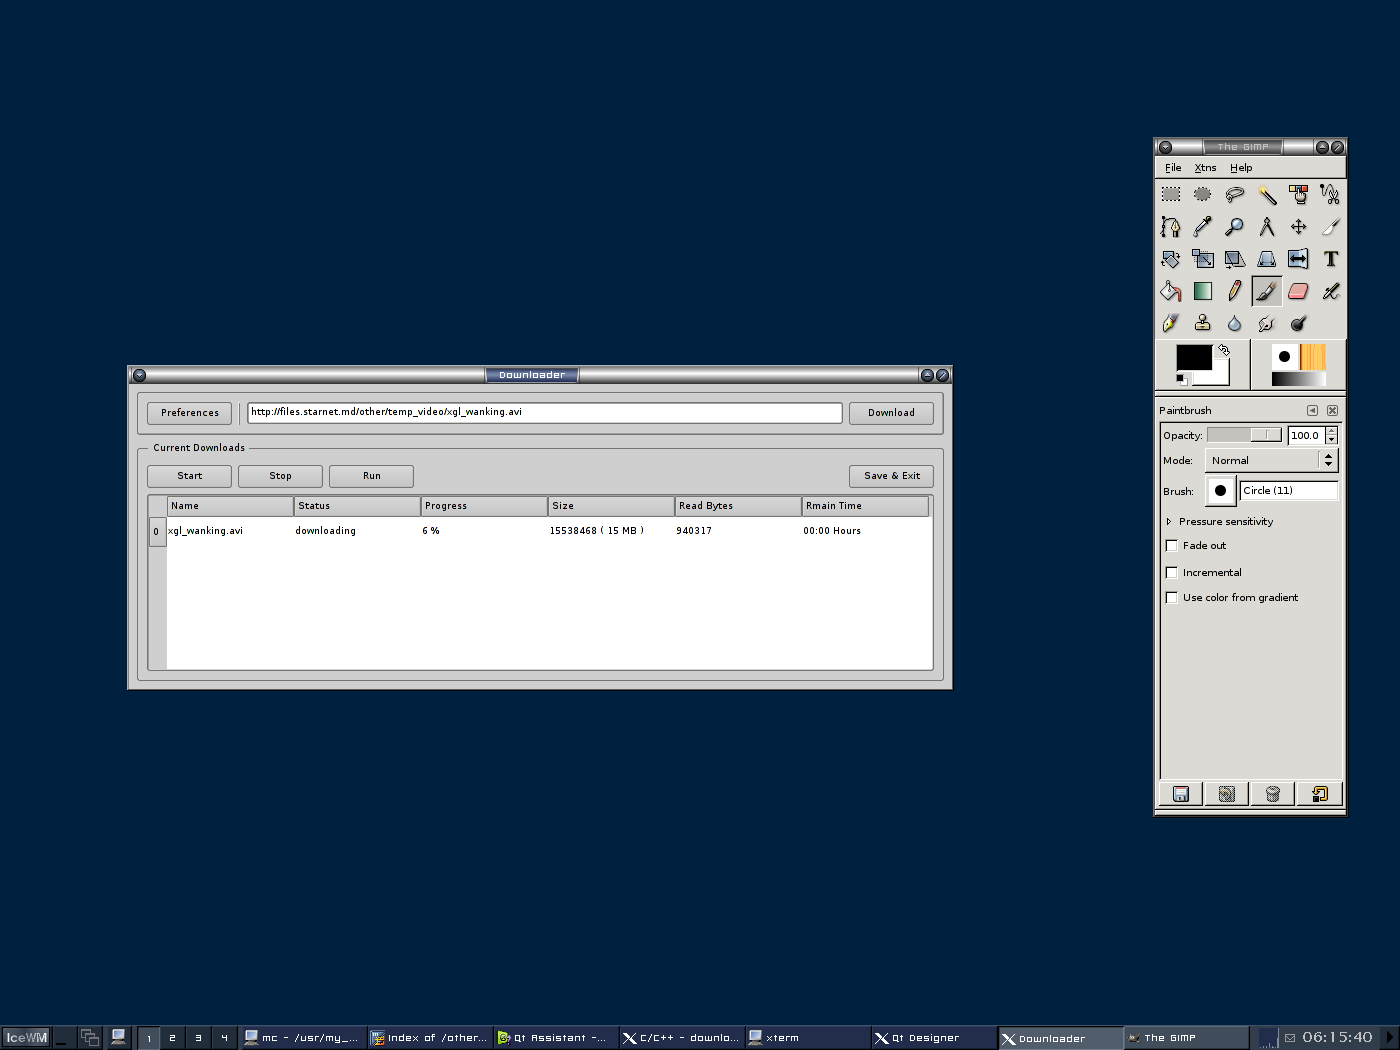 The GIMP
File Xtns Help
Downloader
Preferences
http://files.starnet.md/other/temp_video/xgl_wanking.avi
Download
Current Downloads
Start Stop Run Save & Exit
Name Status Progress Size Read Bytes Rmain Time
0 xgl_wanking.avi downloading 6 % 15538468 ( 15 MB ) 940317 00:00 Hours
Paintbrush
Opacity: 100.0
Mode: Normal
Brush: Circle (11)
Pressure sensitivity
Fade out
Incremental
Use color from gradient
IceWM 1 2 3 4 mc - /usr/my_... Index of /other... Qt Assistant -... C/C++ - downlo... xterm Qt Designer Downloader The GIMP 06:15:40